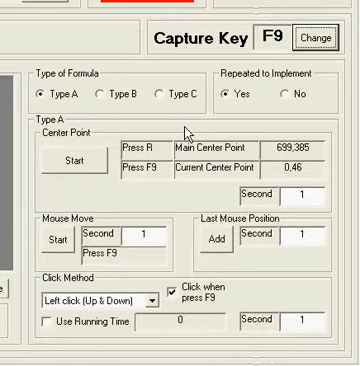 Capture Key F9 Change
Type of Formula
Type A Type B Type C
Repeated to Implement
Yes No
Type A
Center Point
Start
Press R Main Center Point 699,385
Press F9 Current Center Point 0,46
Second 1
Mouse Move
Start
Second 1
Press F9
Last Mouse Position
Add
Second 1
Click Method
Left click (Up & Down)
Click when
press F9
Use Running Time 0
Second 1